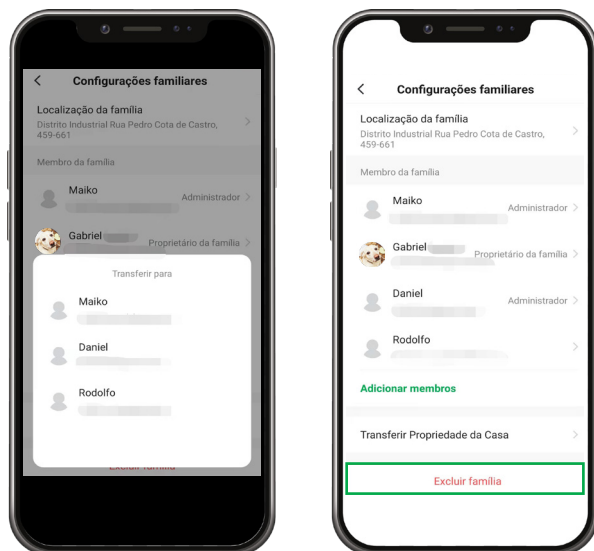 Configurações familiares
Localização da família
Distrito Industrial Rua Pedro Cota de Castro,
459-661
Membro da família
Maiko
Administrador
Gabriel
Proprietário da família
Transferir para
Maiko
Daniel
Rodolfo
Excluir família
Configurações familiares
Localização da família
Distrito Industrial Rua Pedro Cota de Castro,
459-661
Membro da família
Maiko
Administrador
Gabriel
Proprietário da família
Daniel
Administrador
Rodolfo
Adicionar membros
Transferir Propriedade da Casa
Excluir família